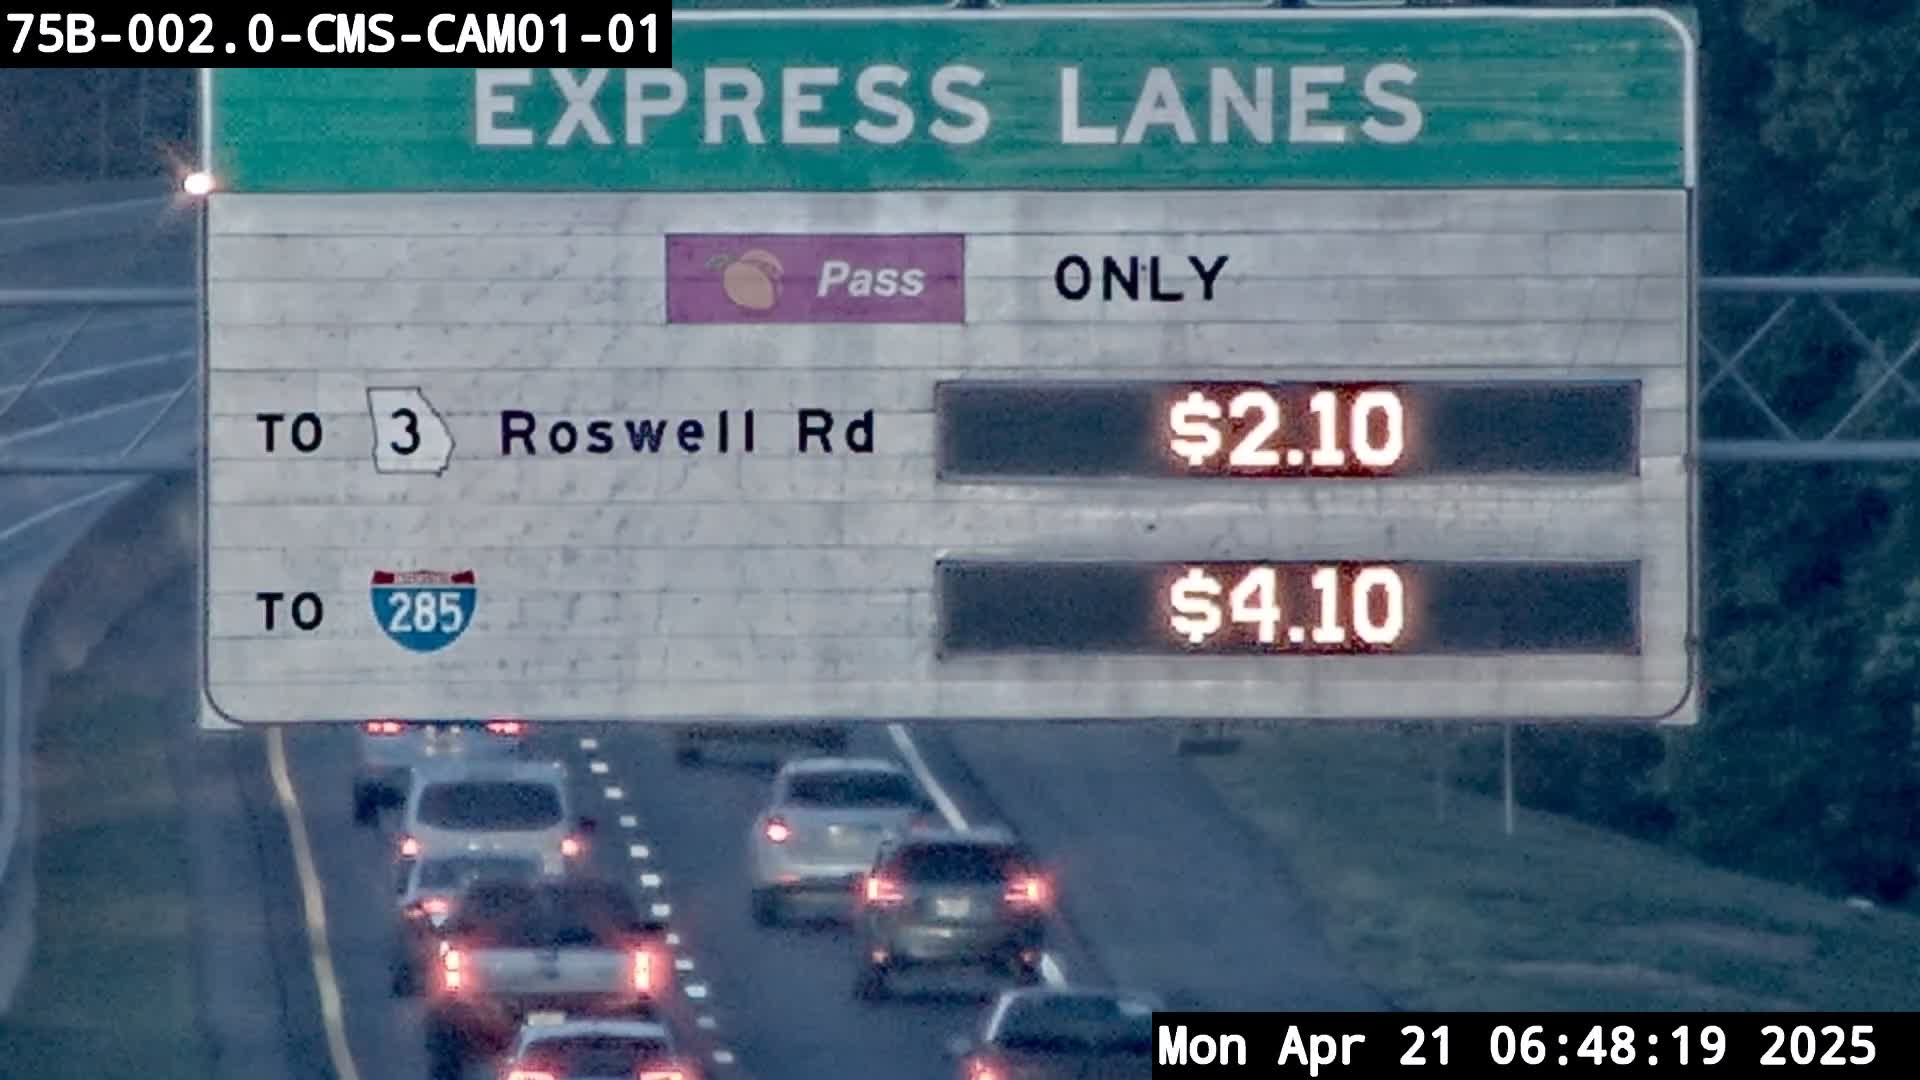 75B-002.0-CMS-CAM01-01
EXPRESS LANES
Pass ONLY
TO 3 Roswell Rd $2.10
TO 285 $4.10
Mon Apr 21 06:48:19 2025